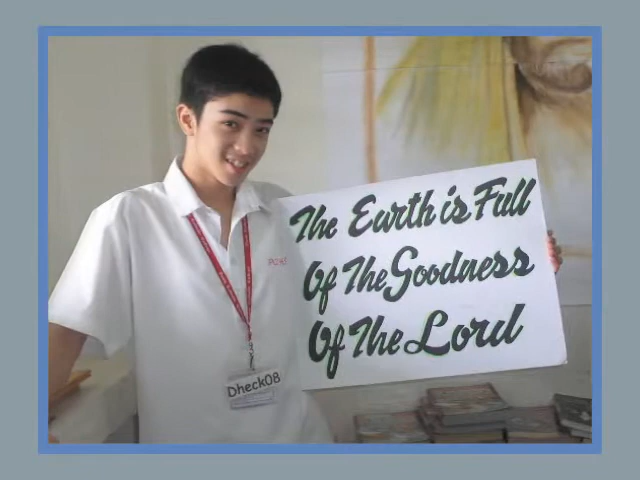 The Earth is Full
Of The Goodness
Of The Lord
Dheck08